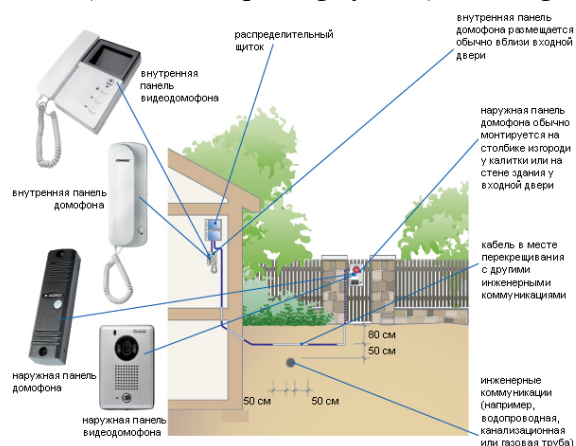 распределительный
щиток
внутренняя панель
домофона размещается
обычно вблизи входной
двери
внутренняя
панель
видеодомофона
наружная панель
домофона обычно
монтируется на
столбике изгороди
у калитки или на
стене здания у
входной двери
внутренняя панель
домофона
кабель в месте
перекрещивания
с другими
инженерными
коммуникациями
80 см
50 см
наружная панель
домофона
50 см
50 см
наружная панель
видеодомофона
инженерные
коммуникации
(например,
водопроводная,
канализационная
или газовая труба)